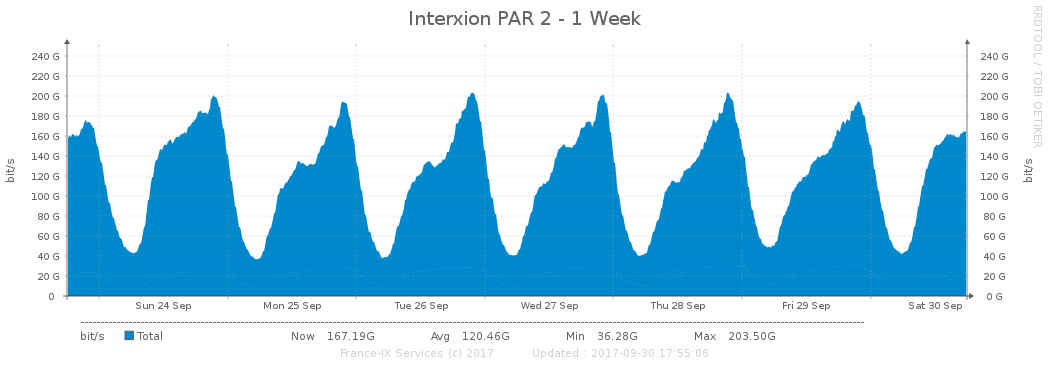 Interxion PAR 2 - 1 Week
RRDTOOL / TOBI OETIKER
bit/s
240 G
220 G
200 G
180 G
160 G
140 G
120 G
100 G
80 G
60 G
40 G
20 G
0
240 G
220 G
200 G
180 G
160 G
140 G
120 G
100 G
80 G
60 G
40 G
20 G
0 G
bit/s
Sun 24 Sep Mon 25 Sep Tue 26 Sep Wed 27 Sep Thu 28 Sep Fri 29 Sep Sat 30 Sep
bit/s Total Now 167.19G Avg 120.46G Min 36.28G Max 203.50G
France-IX Services (c) 2017 Updated : 2017-09-30 17:55:06